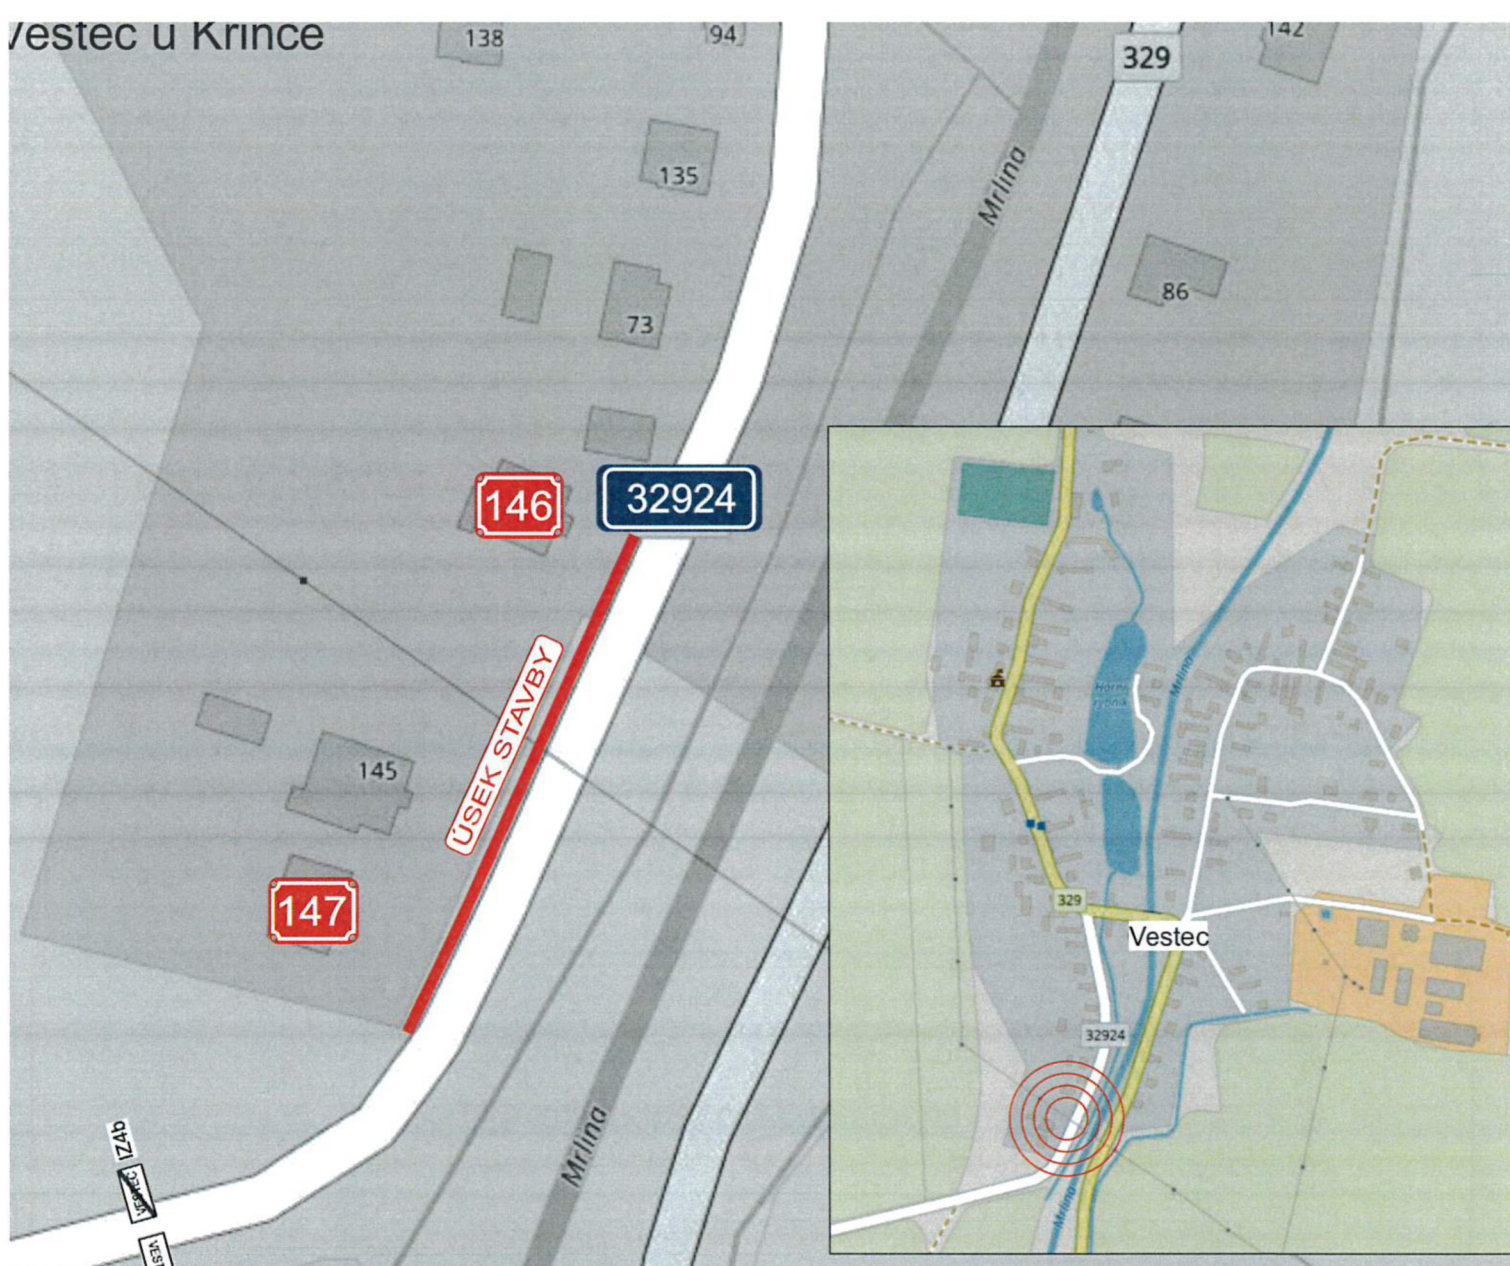 Vestec u Křince
138
94
329
142
135
Mrlina
73
86
146
32924
ÚSEK STAVBY
145
147
Mrlina
IZ4b
VESTEC
Horní
rybník
Mrlina
329
Vestec
32924
Mrlina